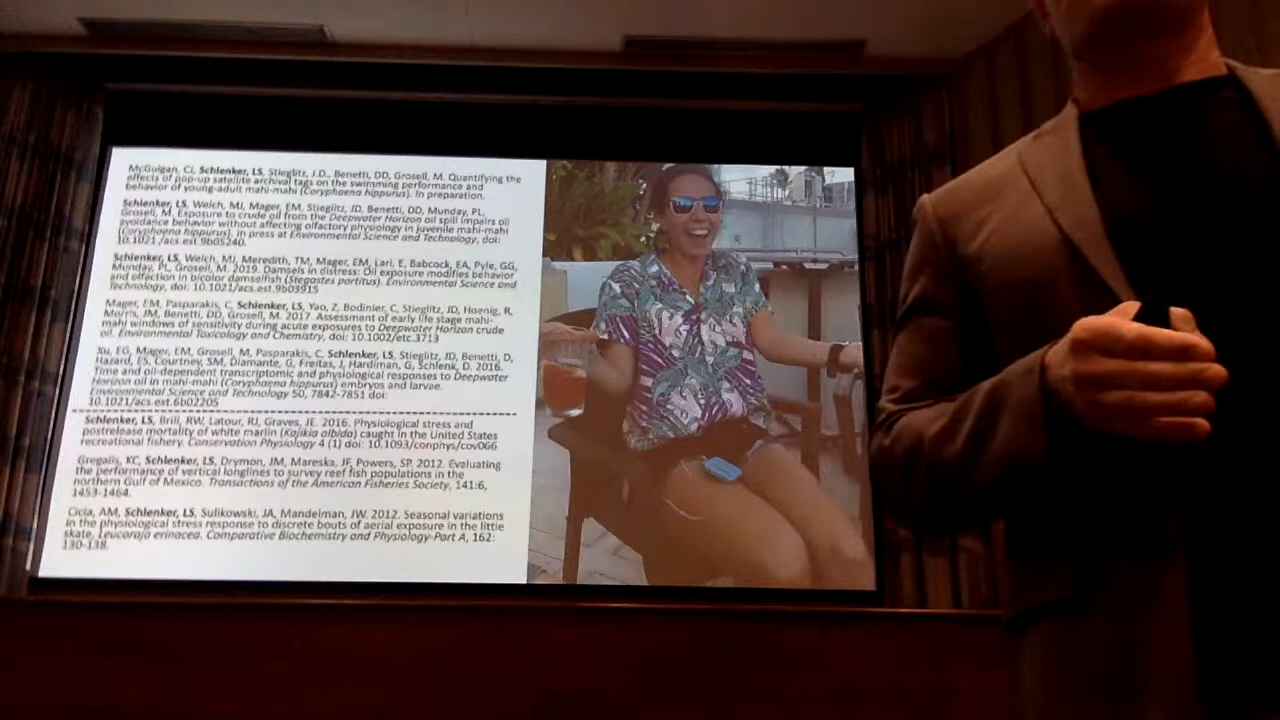 McGuigan, CJ, Schlenker, LS, Stieglitz, J.D., Benetti, DD, Grosell, M. Quantifying the
effects of pop-up satellite archival tags on the swimming performance and
behavior of young-adult mahi-mahi (Coryphaena hippurus). In preparation.
Schlenker, LS, Welch, MJ, Mager, EM, Stieglitz, JD, Benetti, DD, Munday, PL,
Grosell, M. Exposure to crude oil from the Deepwater Horizon oil spill impairs oil
avoidance behavior without affecting olfactory physiology in juvenile mahi-mahi
(Coryphaena hippurus). In press at Environmental Science and Technology, doi:
10.1021/acs.est.9b05240.
Schlenker, LS, Welch, MJ, Meredith, TM, Mager, EM, Lari, E, Babcock, EA, Pyle, GG,
Munday, PL, Grosell, M. 2019. Damsels in distress: Oil exposure modifies behavior
and olfaction in bicolor damselfish (Stegastes partitus). Environmental Science and
Technology, doi: 10.1021/acs.est.9b03915
Mager, EM, Pasparakis, C, Schlenker, LS, Yao, Z, Bodinier, C, Stieglitz, JD, Hoenig, R,
Morris, JM, Benetti, DD, Grosell, M. 2017. Assessment of early life stage mahi-
mahi windows of sensitivity during acute exposures to Deepwater Horizon crude
oil. Environmental Toxicology and Chemistry, doi: 10.1002/etc.3713
Xu, EG, Mager, EM, Grosell, M, Pasparakis, C, Schlenker, LS, Stieglitz, JD, Benetti, D,
Hazard, ES, Courtney, SM, Diamante, G, Freitas, J, Hardiman, G, Schlenk, D. 2016.
Time and oil-dependent transcriptomic and physiological responses to Deepwater
Horizon oil in mahi-mahi (Coryphaena hippurus) embryos and larvae.
Environmental Science and Technology 50, 7842-7851 doi:
10.1021/acs.est.6b02205
Schlenker, LS, Brill, RW, Latour, RJ, Graves, JE. 2016. Physiological stress and
postrelease mortality of white marlin (Kajikia albida) caught in the United States
recreational fishery. Conservation Physiology 4 (1) doi: 10.1093/conphys/cov066
Gregalis, KC, Schlenker, LS, Drymon, JM, Mareska, JF, Powers, SP. 2012. Evaluating
the performance of vertical longlines to survey reef fish populations in the
northern Gulf of Mexico. Transactions of the American Fisheries Society, 141:6,
1453-1464.
Cicia, AM, Schlenker, LS, Sulikowski, JA, Mandelman, JW. 2012. Seasonal variations
in the physiological stress response to discrete bouts of aerial exposure in the little
skate, Leucoraja erinacea. Comparative Biochemistry and Physiology-Part A, 162:
130-138.